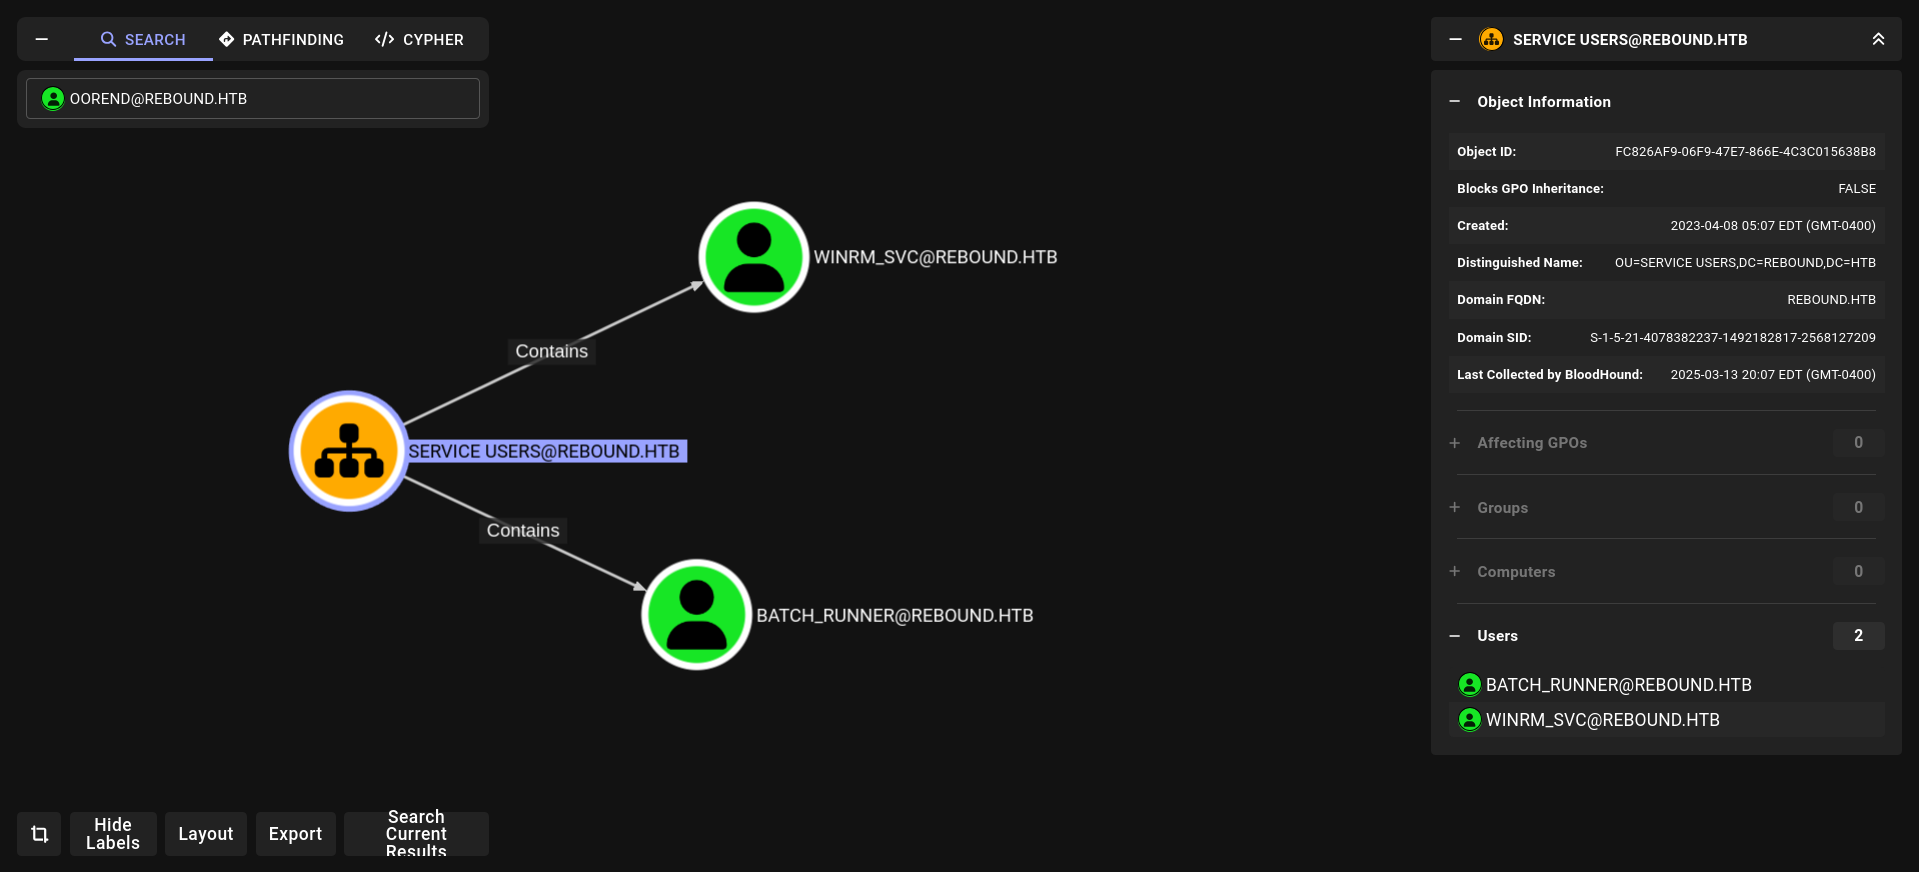 SEARCH
PATHFINDING
CYPHER
OOREND@REBOUND.HTB
WINRM_SVC@REBOUND.HTB
Contains
SERVICE USERS@REBOUND.HTB
Contains
BATCH_RUNNER@REBOUND.HTB
Hide
Labels
Layout
Export
Search
Current
Results
SERVICE USERS@REBOUND.HTB
Object Information
Object ID: FC826AF9-06F9-47E7-866E-4C3C015638B8
Blocks GPO Inheritance: FALSE
Created: 2023-04-08 05:07 EDT (GMT-0400)
Distinguished Name: OU=SERVICE USERS,DC=REBOUND,DC=HTB
Domain FQDN: REBOUND.HTB
Domain SID: S-1-5-21-4078382237-1492182817-2568127209
Last Collected by BloodHound: 2025-03-13 20:07 EDT (GMT-0400)
Affecting GPOs 0
Groups 0
Computers 0
Users 2
BATCH_RUNNER@REBOUND.HTB
WINRM_SVC@REBOUND.HTB